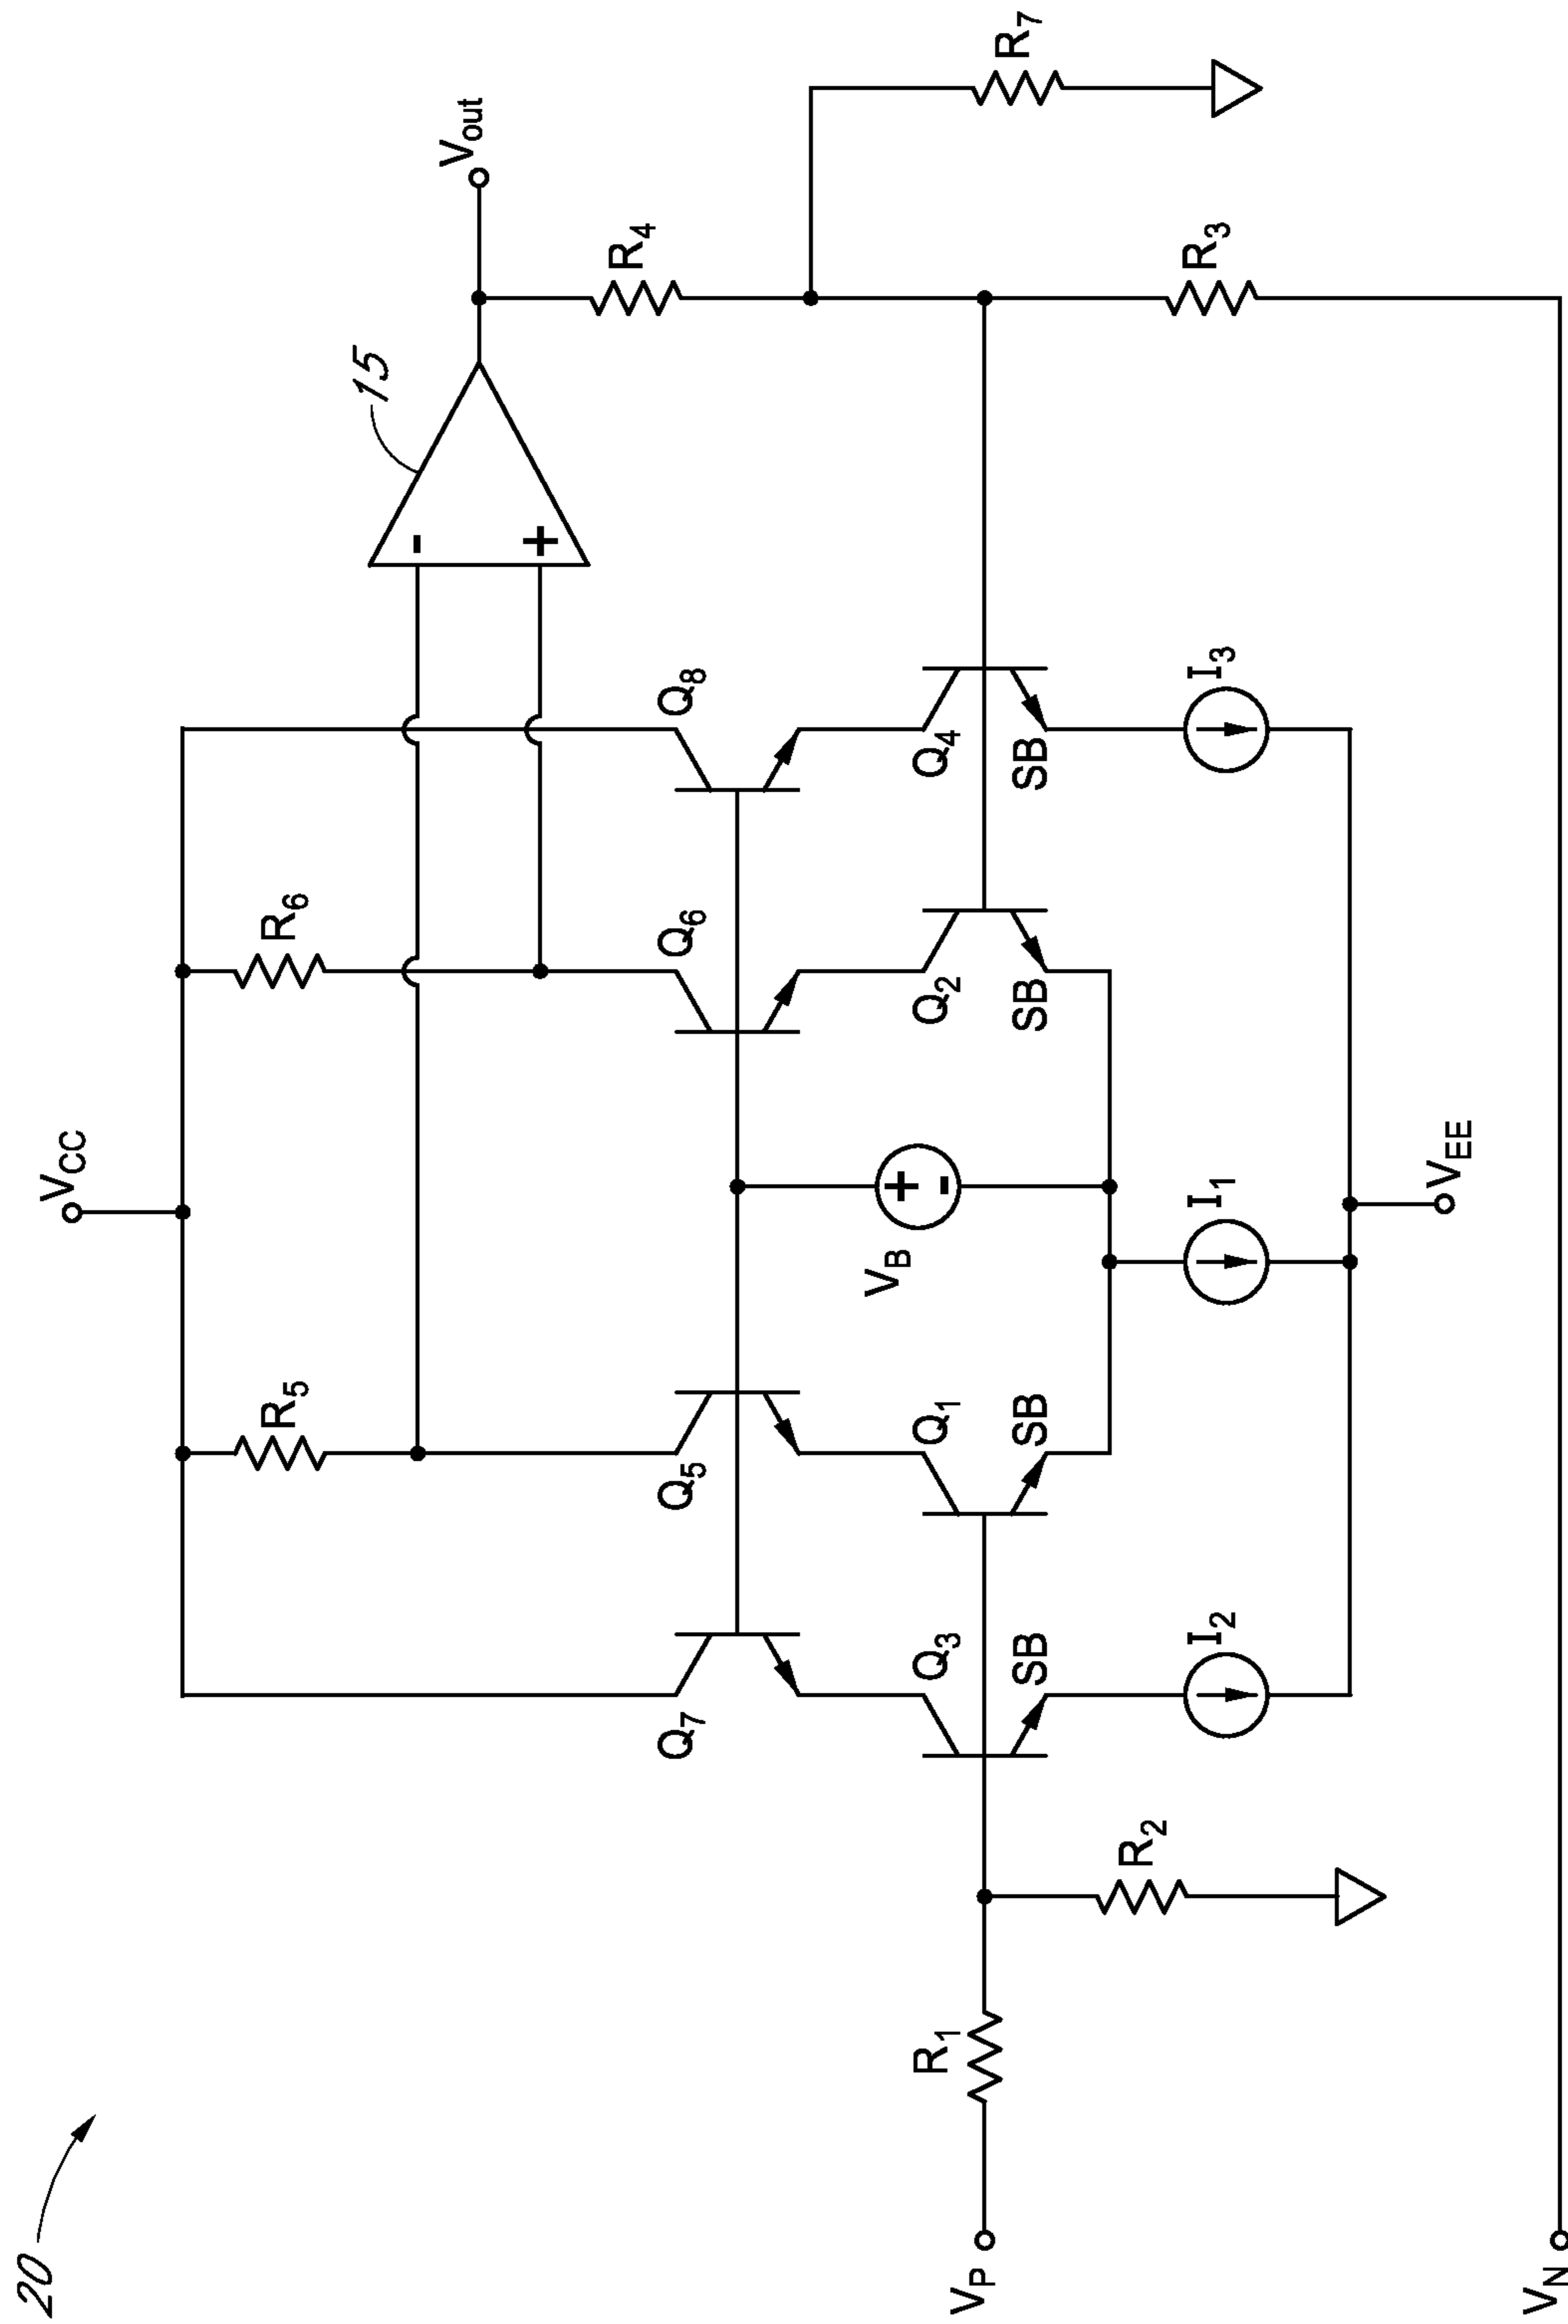 20
V_CC
R_5
R_6
15
-
+
V_out
R_4
R_7
Q_7
Q_5
Q_6
Q_8
V_B
+
-
R_1
Q_3
Q_1
Q_2
Q_4
SB
SB
SB
SB
R_2
R_3
I_2
I_1
I_3
V_P
V_EE
V_N